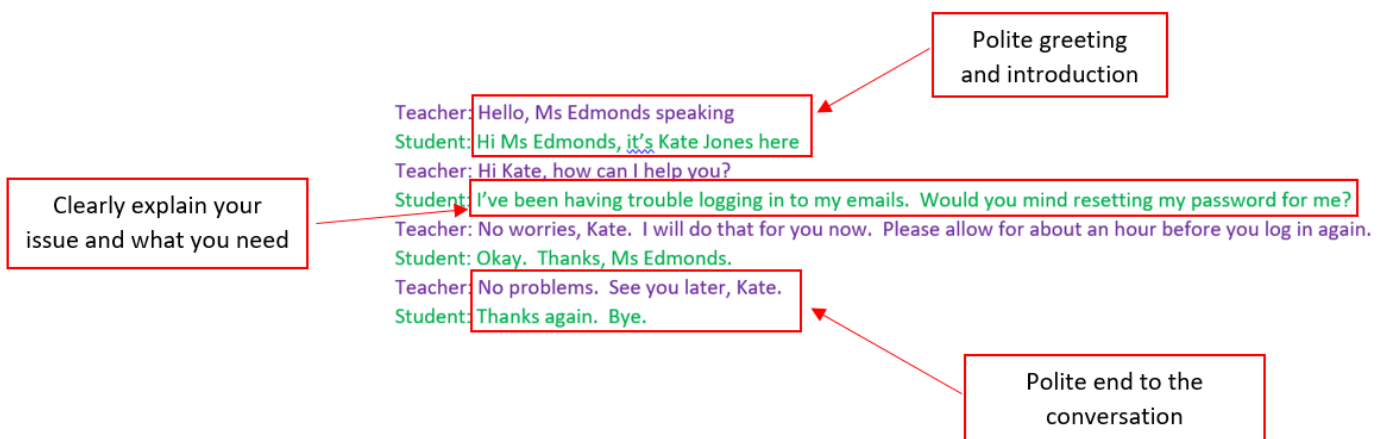 Polite greeting
and introduction
Teacher: Hello, Ms Edmonds speaking
Student: Hi Ms Edmonds, it's Kate Jones here
Teacher: Hi Kate, how can I help you?
Clearly explain your
issue and what you need
Student: I've been having trouble logging in to my emails.  Would you mind resetting my password for me?
Teacher: No worries, Kate.  I will do that for you now.  Please allow for about an hour before you log in again.
Student: Okay.  Thanks, Ms Edmonds.
Teacher: No problems.  See you later, Kate.
Student: Thanks again.  Bye.
Polite end to the
conversation